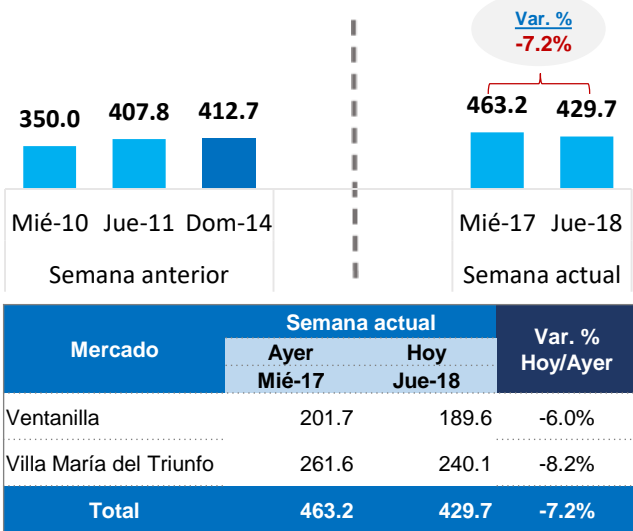 Var. %
-7.2%
350.0 407.8 412.7 463.2 429.7
Mié-10 Jue-11 Dom-14 Mié-17 Jue-18
Semana anterior Semana actual
Mercado Semana actual Var. % Hoy/Ayer
Ayer Hoy
Mié-17 Jue-18
Ventanilla 201.7 189.6 -6.0%
Villa María del Triunfo 261.6 240.1 -8.2%
Total 463.2 429.7 -7.2%